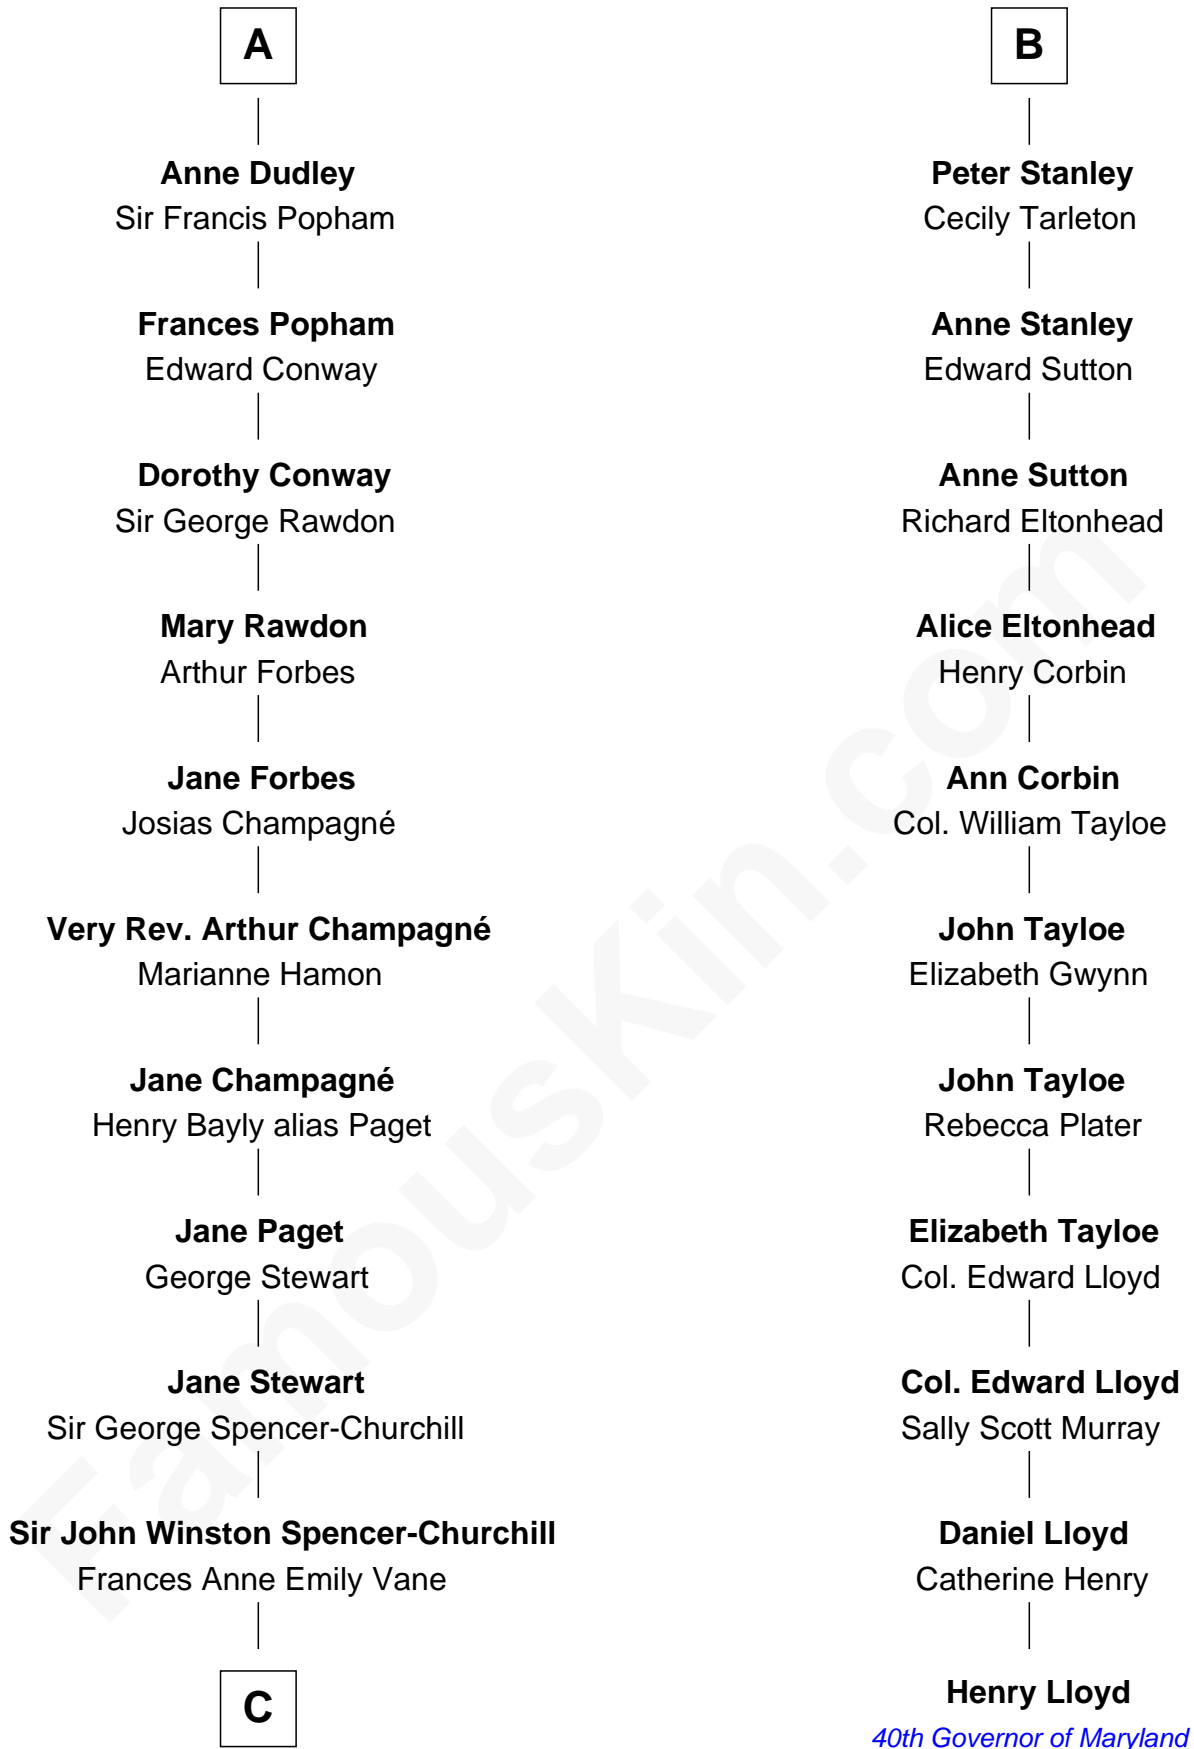 A
Anne Dudley
Sir Francis Popham
Frances Popham
Edward Conway
Dorothy Conway
Sir George Rawdon
Mary Rawdon
Arthur Forbes
Jane Forbes
Josias Champagné
Very Rev. Arthur Champagné
Marianne Hamon
Jane Champagné
Henry Bayly alias Paget
Jane Paget
George Stewart
Jane Stewart
Sir George Spencer-Churchill
Sir John Winston Spencer-Churchill
Frances Anne Emily Vane
C
B
Peter Stanley
Cecily Tarleton
Anne Stanley
Edward Sutton
Anne Sutton
Richard Eltonhead
Alice Eltonhead
Henry Corbin
Ann Corbin
Col. William Tayloe
John Tayloe
Elizabeth Gwynn
John Tayloe
Rebecca Plater
Elizabeth Tayloe
Col. Edward Lloyd
Col. Edward Lloyd
Sally Scott Murray
Daniel Lloyd
Catherine Henry
Henry Lloyd
40th Governor of Maryland
FamousKin.com